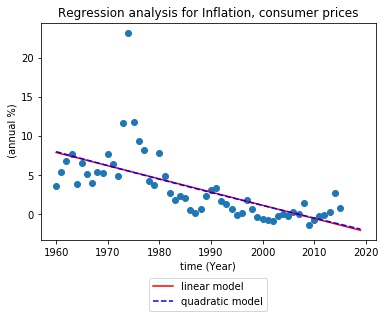 Regression analysis for Inflation, consumer prices
20
15
10
5
0
(annual %)
1960 1970 1980 1990 2000 2010 2020
time (Year)
linear model
quadratic model